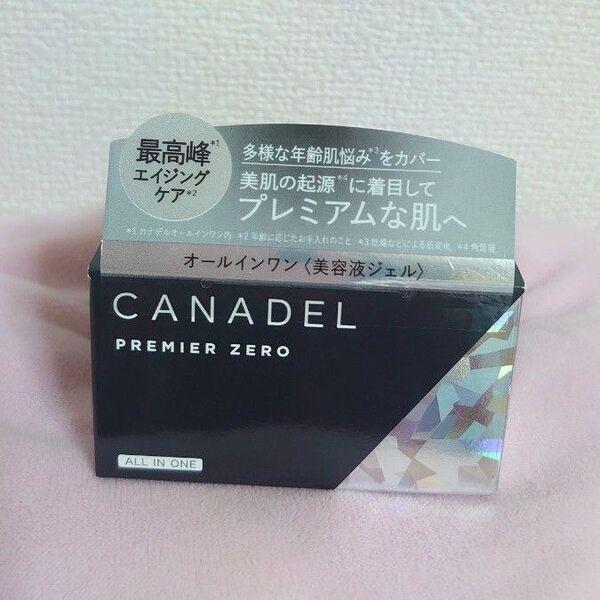 最高峰*1
エイジング
ケア*2
多様な年齢肌悩み*3をカバー
美肌の起源*4に着目して
プレミアムな肌へ
*1 カナデルオールインワン内 *2 年齢に応じたお手入れのこと *3 乾燥などによる肌変化 *4 角質層
オールインワン〈美容液ジェル〉
CANADEL
PREMIER ZERO
ALL IN ONE